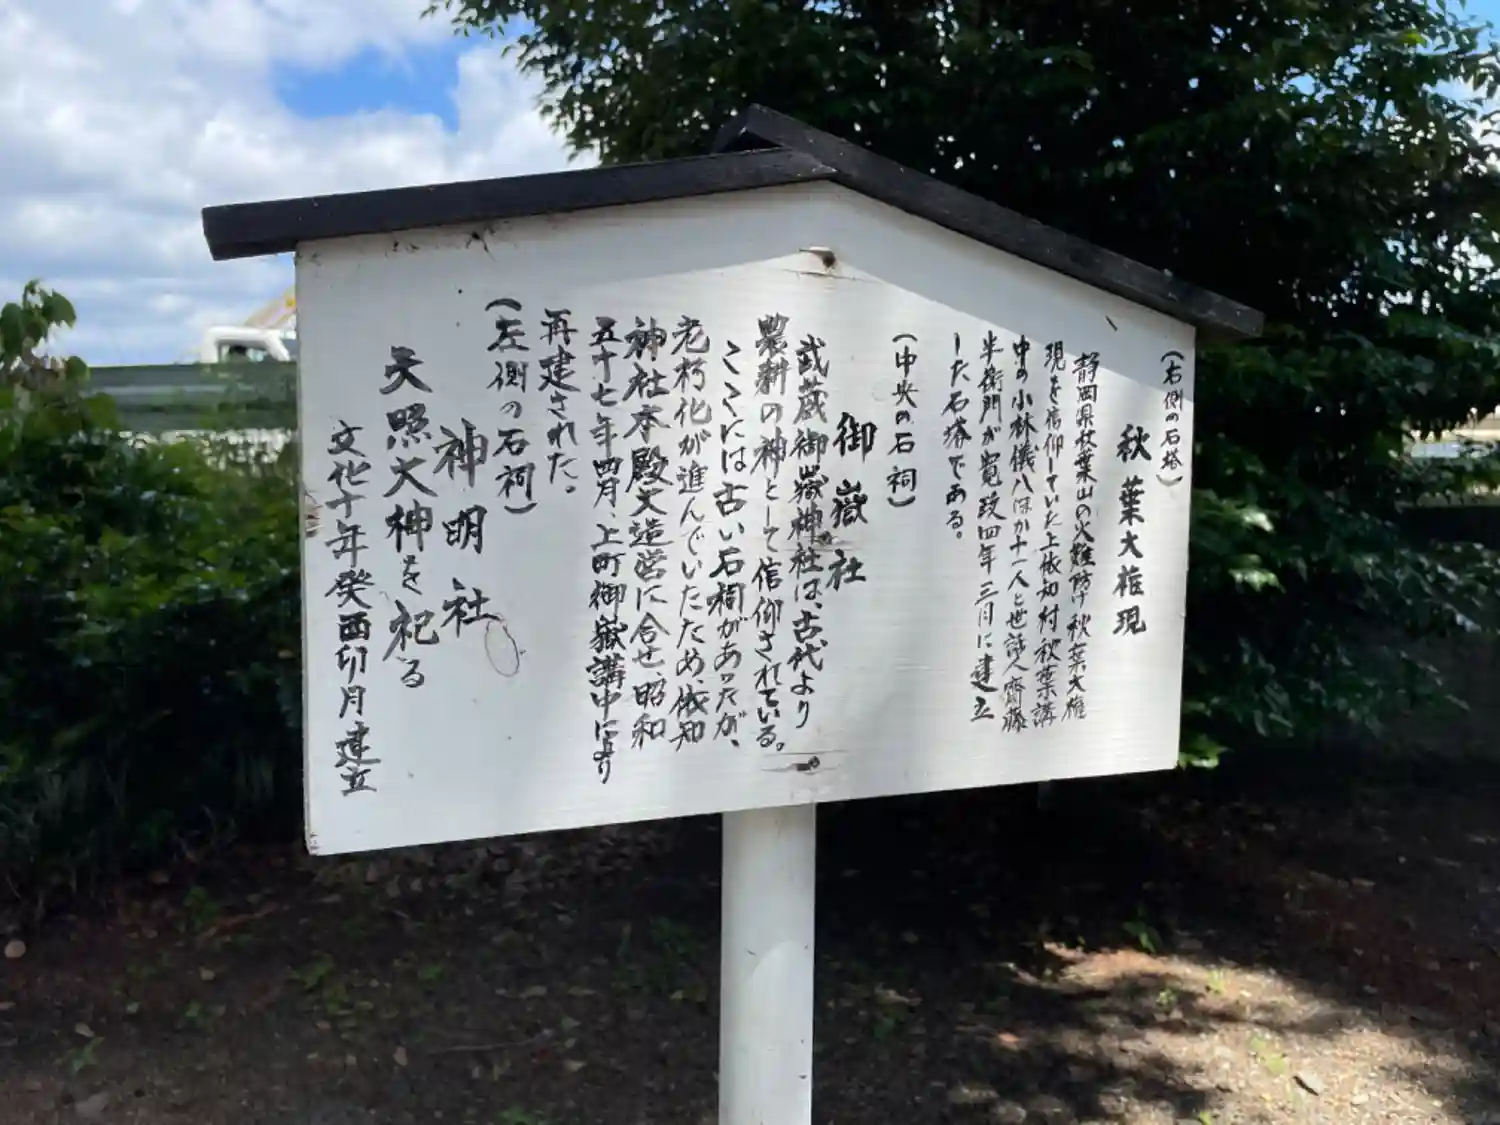 (右側の石塔)
秋葉大権現
静岡県秋葉山の火難防け秋葉大権
現を信仰していた上依知村秋葉講
中の小林儀八ほか十一人と世話人齋藤
半衛門が寛政四年三月に建立
した石塔である。
(中央の石祠)
御嶽社
武蔵御嶽神社は、古代より
農耕の神として信仰されている。
ここには古い石祠があったが、
老朽化が進んでいたため、依知
神社本殿大造営に合せ、昭和
五十七年四月、上町御嶽講中により
再建された。
(左側の石祠)
神明社
天照大神を祀る
文化十年癸酉卯月建立